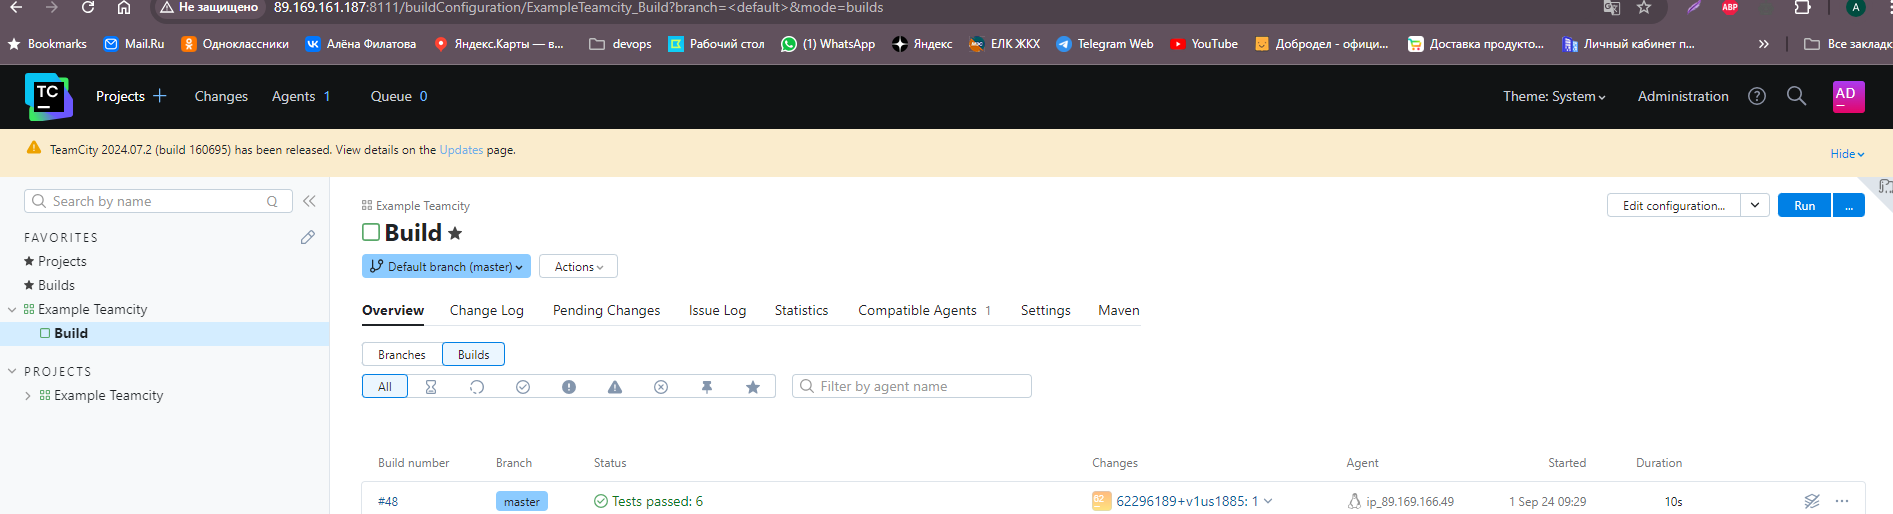 Не защищено 89.169.161.187:8111/buildConfiguration/ExampleTeamcity_Build?branch=<default>&mode=builds ABP A
Bookmarks Mail.Ru Одноклассники Алёна Филатова Яндекс.Карты — в... devops Рабочий стол (1) WhatsApp Яндекс ЕЛК ЖКХ Telegram Web YouTube Добродел - офици... Доставка продукто... Личный кабинет п... » Все заклад
TC Projects Changes Agents 1 Queue 0 Theme: System Administration AD
TeamCity 2024.07.2 (build 160695) has been released. View details on the Updates page. Hide
Search by name Q
FAVORITES
Projects
Builds
Example Teamcity
Build
PROJECTS
Example Teamcity
Example Teamcity
Edit configuration... Run ...
Build
Default branch (master) Actions
Overview Change Log Pending Changes Issue Log Statistics Compatible Agents 1 Settings Maven
Branches Builds
All Filter by agent name
Build number Branch Status Changes Agent Started Duration
#48 master Tests passed: 6 62 62296189+v1us1885: 1 ip_89.169.166.49 1 Sep 24 09:29 10s